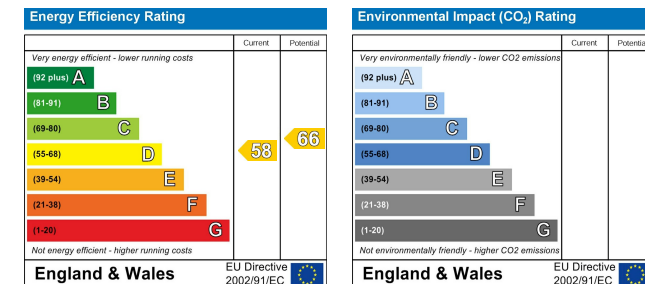 Energy Efficiency Rating
Current Potential
Very energy efficient - lower running costs
(92 plus) A
(81-91) B
(69-80) C
(55-68) D
(39-54) E
(21-38) F
(1-20) G
58
66
Not energy efficient - higher running costs
England & Wales
EU Directive
2002/91/EC
Environmental Impact (CO₂) Rating
Current Potential
Very environmentally friendly - lower CO2 emissions
(92 plus) A
(81-91) B
(69-80) C
(55-68) D
(39-54) E
(21-38) F
(1-20) G
Not environmentally friendly - higher CO2 emissions
England & Wales
EU Directive
2002/91/EC